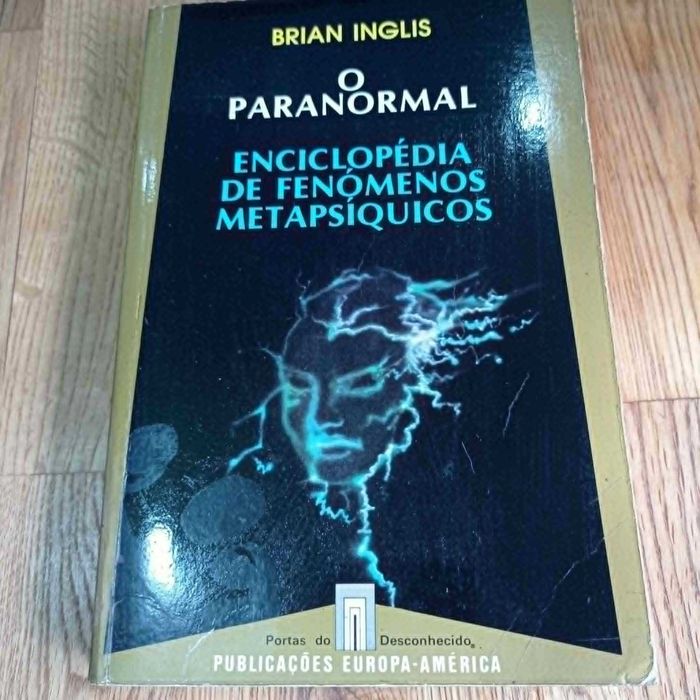 BRIAN INGLIS
O
PARANORMAL
ENCICLOPÉDIA
DE FENÓMENOS
METAPSÍQUICOS
Portas do Desconhecido
PUBLICAÇÕES EUROPA-AMÉRICA